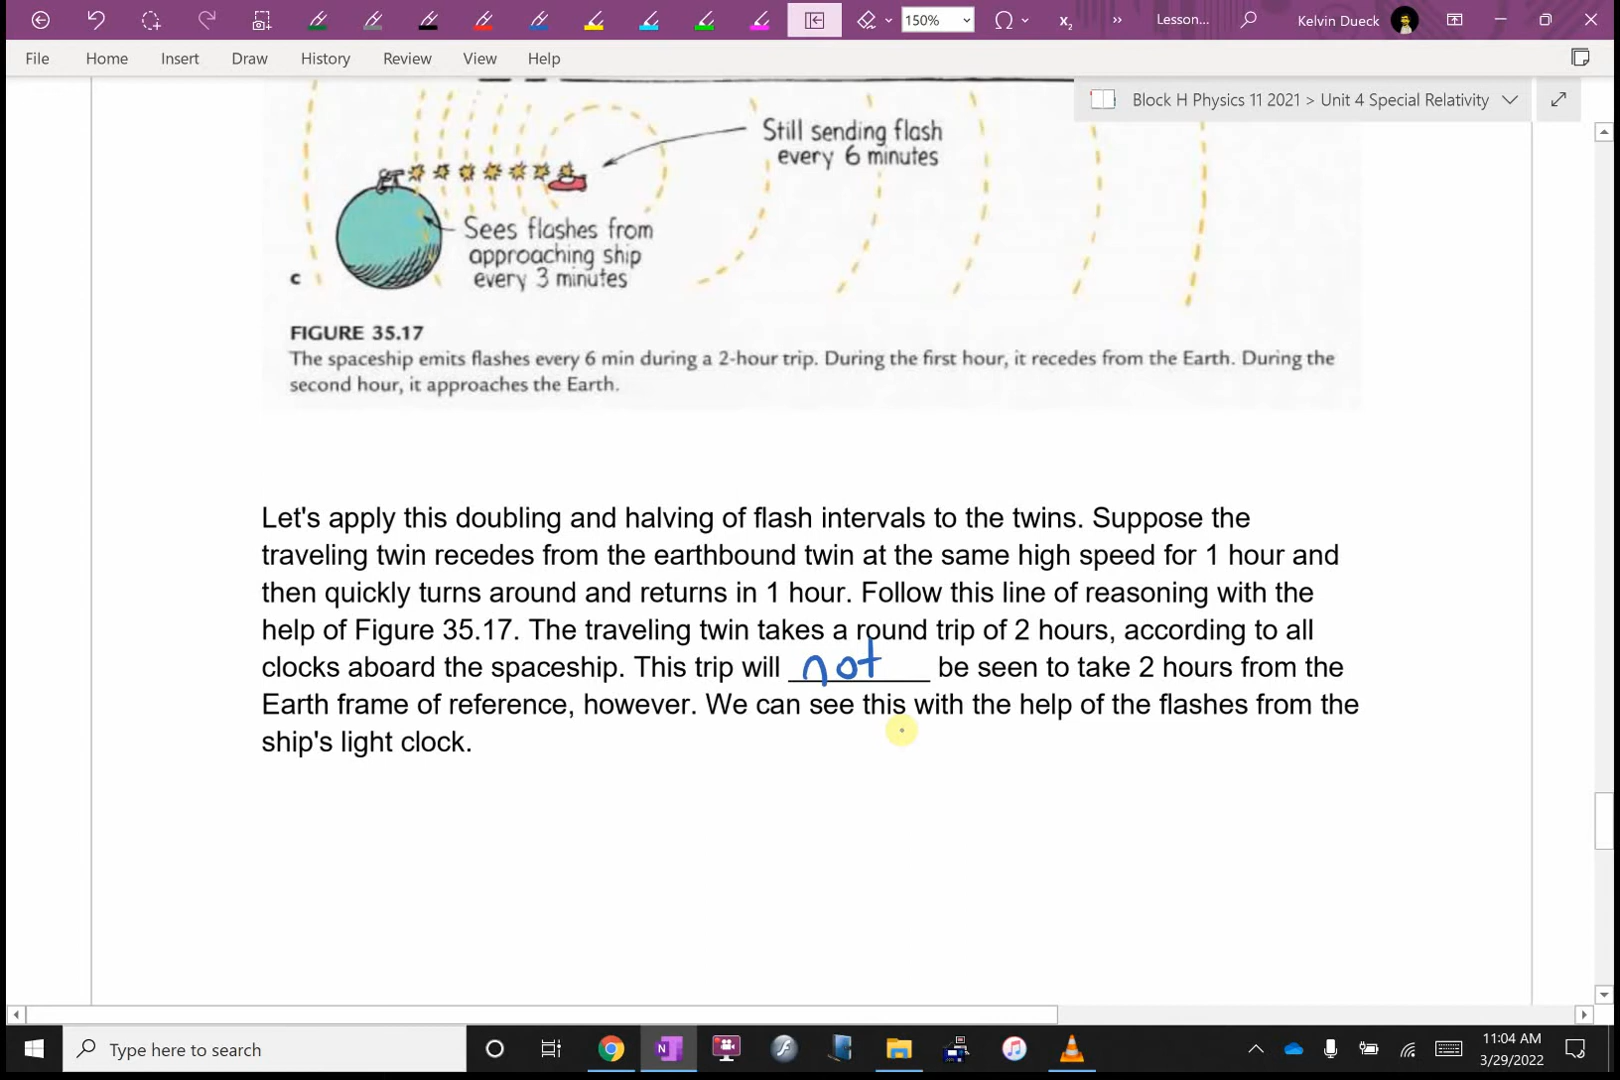 150%
Ω
x₂
Lesson...
Kelvin Dueck
File Home Insert Draw History Review View Help
Block H Physics 11 2021 > Unit 4 Special Relativity
Still sending flash
every 6 minutes
Sees flashes from
approaching ship
every 3 minutes
c
FIGURE 35.17
The spaceship emits flashes every 6 min during a 2-hour trip. During the first hour, it recedes from the Earth. During the
second hour, it approaches the Earth.
Let's apply this doubling and halving of flash intervals to the twins. Suppose the
traveling twin recedes from the earthbound twin at the same high speed for 1 hour and
then quickly turns around and returns in 1 hour. Follow this line of reasoning with the
help of Figure 35.17. The traveling twin takes a round trip of 2 hours, according to all
clocks aboard the spaceship. This trip will not be seen to take 2 hours from the
Earth frame of reference, however. We can see this with the help of the flashes from the
ship's light clock.
Type here to search
11:04 AM
3/29/2022